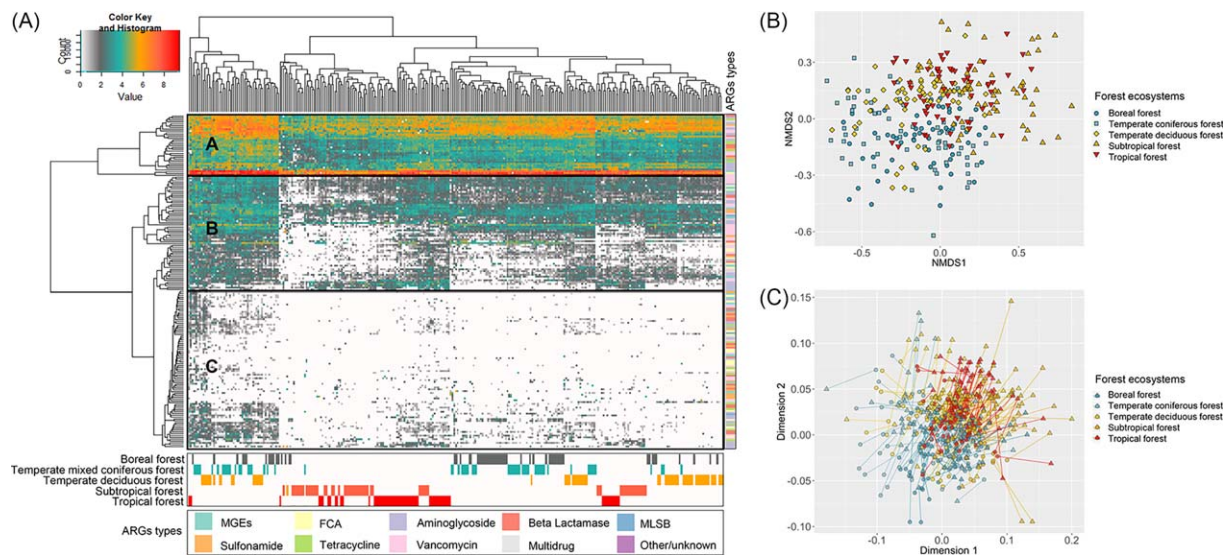 (A)
Color Key
and Histogram
Count
0 15000
0 2 4 6 8
Value
ARGs types
A
B
C
Boreal forest
Temperate mixed coniferous forest
Temperate deciduous forest
Subtropical forest
Tropical forest
ARGs types
MGEs FCA Aminoglycoside Beta Lactamase MLSB
Sulfonamide Tetracycline Vancomycin Multidrug Other/unknown
(B)
NMDS2
0.3
0.0
-0.3
-0.6
-0.5 0.0 0.5
NMDS1
Forest ecosystems
Boreal forest
Temperate coniferous forest
Temperate deciduous forest
Subtropical forest
Tropical forest
(C)
Dimension 2
0.15
0.10
0.05
0.00
-0.05
-0.10
-0.1 0.0 0.1 0.2
Dimension 1
Forest ecosystems
Boreal forest
Temperate coniferous forest
Temperate deciduous forest
Subtropical forest
Tropical forest